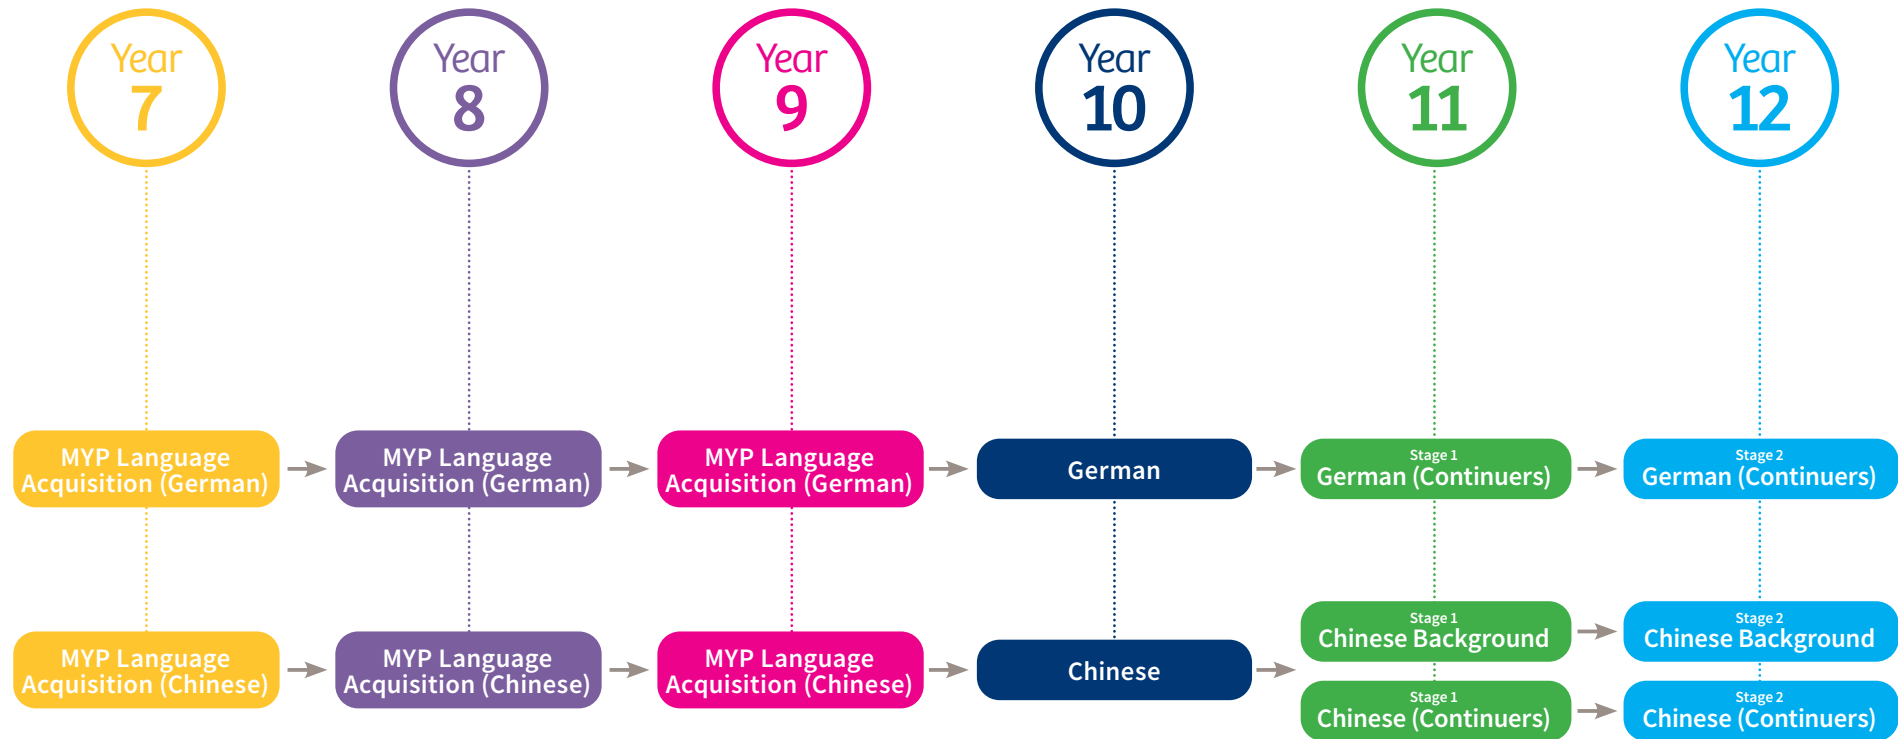 Year
7
Year
8
Year
9
Year
10
Year
11
Year
12
MYP Language
Acquisition (German)
MYP Language
Acquisition (German)
MYP Language
Acquisition (German)
German
Stage 1
German (Continuers)
Stage 2
German (Continuers)
MYP Language
Acquisition (Chinese)
MYP Language
Acquisition (Chinese)
MYP Language
Acquisition (Chinese)
Chinese
Stage 1
Chinese Background
Stage 2
Chinese Background
Stage 1
Chinese (Continuers)
Stage 2
Chinese (Continuers)